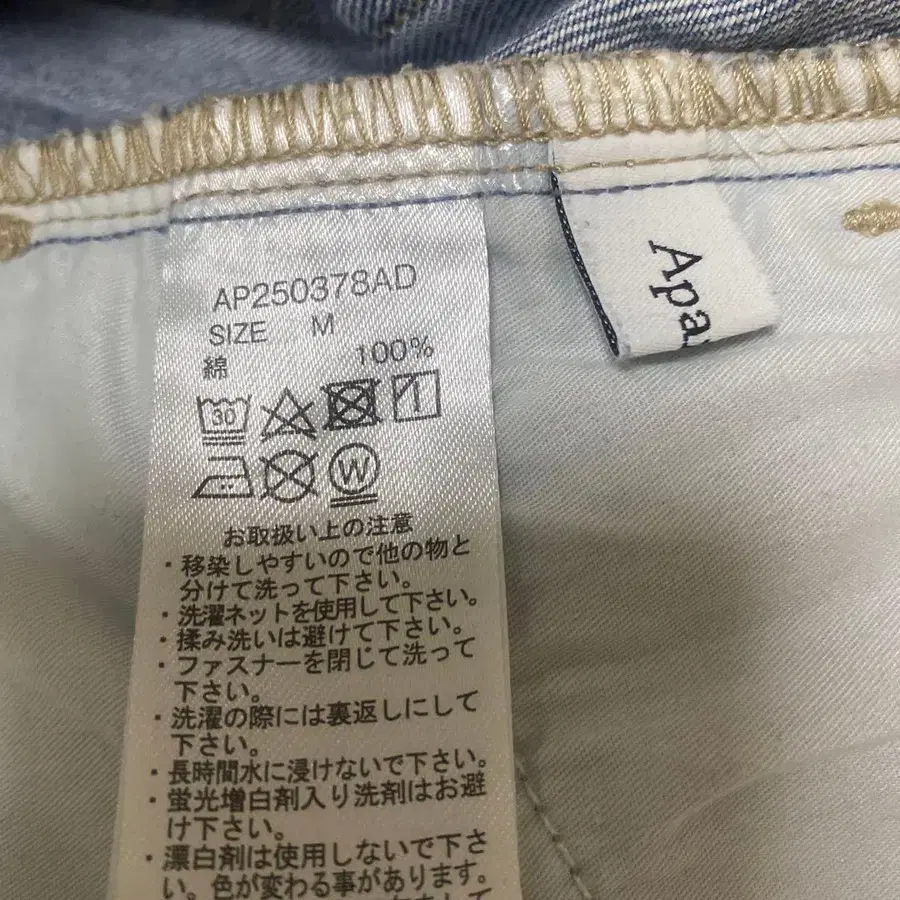 AP250378AD
SIZE M
綿 100%
30
W
お取扱い上の注意
・移染しやすいので他の物と
分けて洗って下さい。
・洗濯ネットを使用して下さい。
・揉み洗いは避けて下さい。
・ファスナーを閉じて洗って
下さい。
・洗濯の際には裏返しにして
下さい。
・長時間水に浸けないで下さい。
・蛍光増白剤入り洗剤はお避
け下さい。
・漂白剤は使用しないで下さ
い。色が変わる事があります。